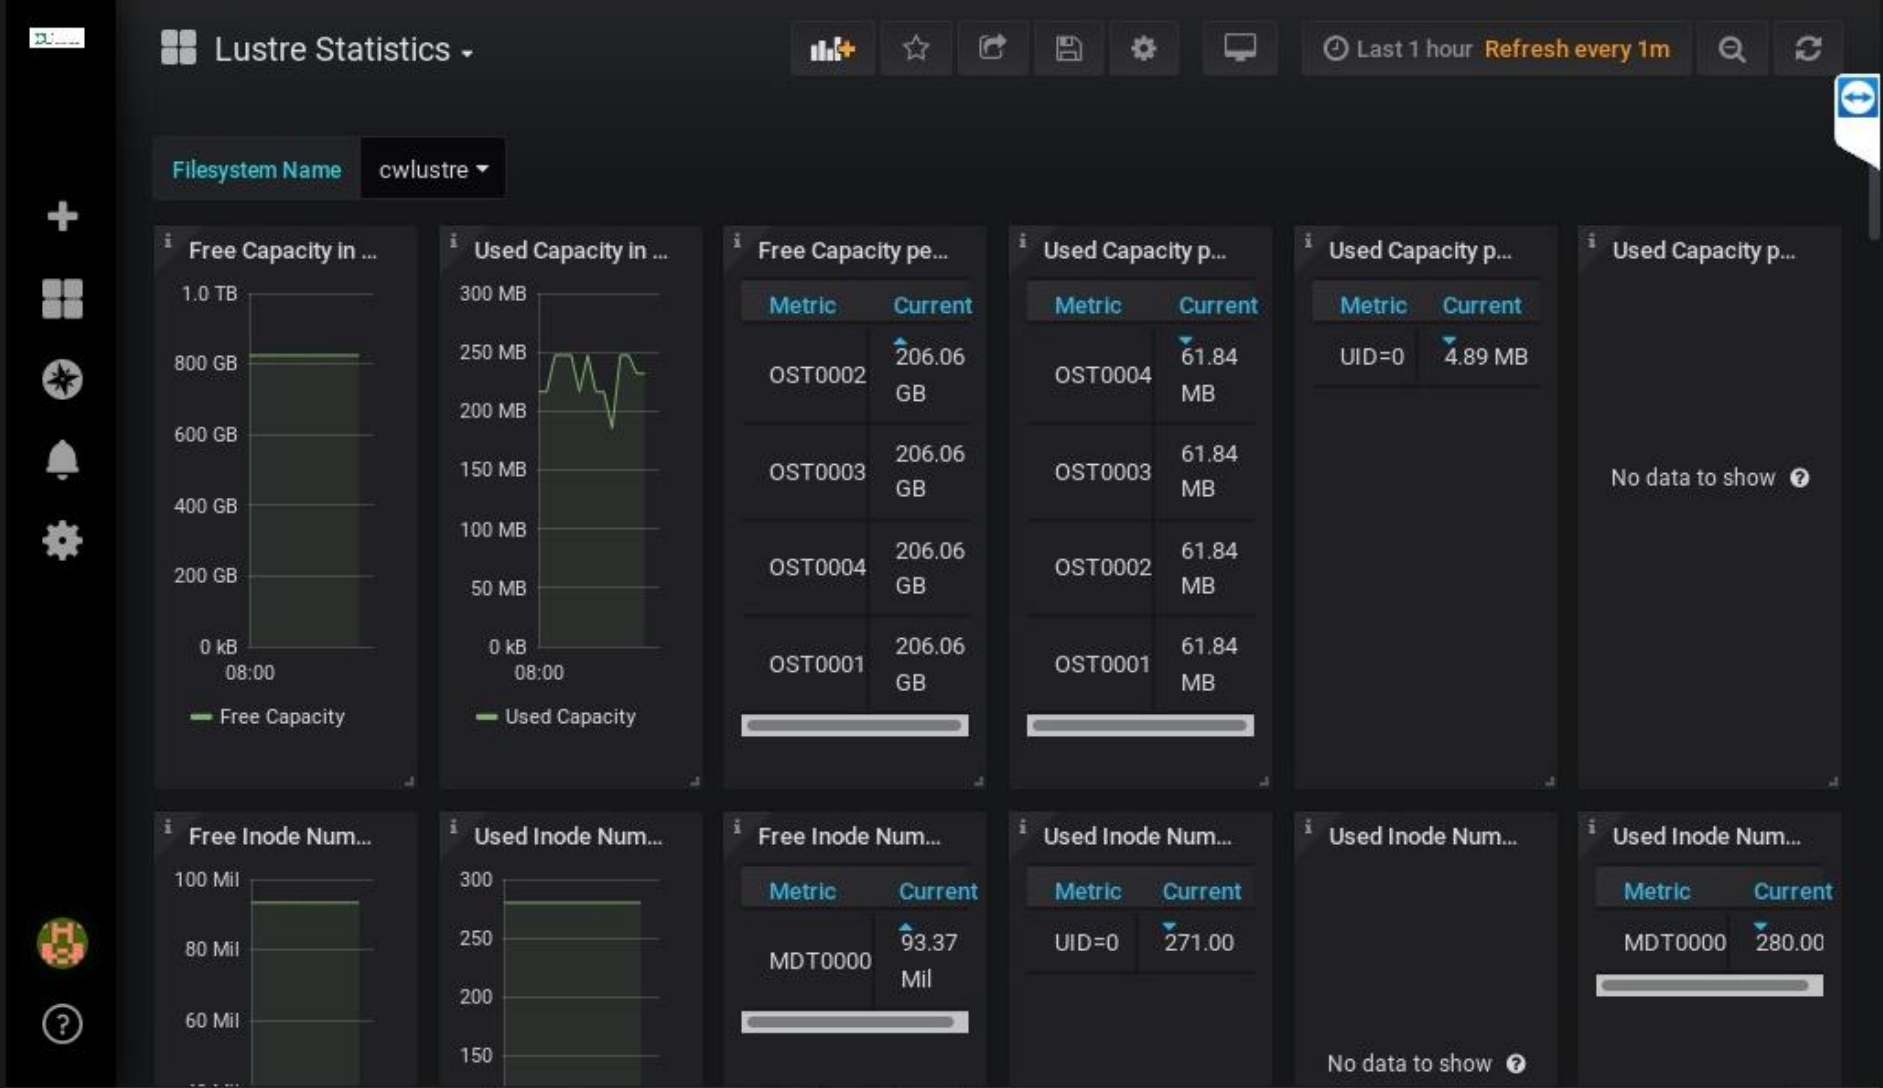 Lustre Statistics
Last 1 hour Refresh every 1m
Filesystem Name cwlustre
Free Capacity in ...
1.0 TB
800 GB
600 GB
400 GB
200 GB
0 kB
08:00
Free Capacity
Used Capacity in ...
300 MB
250 MB
200 MB
150 MB
100 MB
50 MB
0 kB
08:00
Used Capacity
Free Capacity pe...
Metric Current
OST0002 206.06 GB
OST0003 206.06 GB
OST0004 206.06 GB
OST0001 206.06 GB
Used Capacity p...
Metric Current
OST0004 61.84 MB
OST0003 61.84 MB
OST0002 61.84 MB
OST0001 61.84 MB
Used Capacity p...
Metric Current
UID=0 4.89 MB
Used Capacity p...
No data to show
Free Inode Num...
100 Mil
80 Mil
60 Mil
Used Inode Num...
300
250
200
150
Free Inode Num...
Metric Current
MDT0000 93.37 Mil
Used Inode Num...
Metric Current
UID=0 271.00
Used Inode Num...
No data to show
Used Inode Num...
Metric Current
MDT0000 280.00